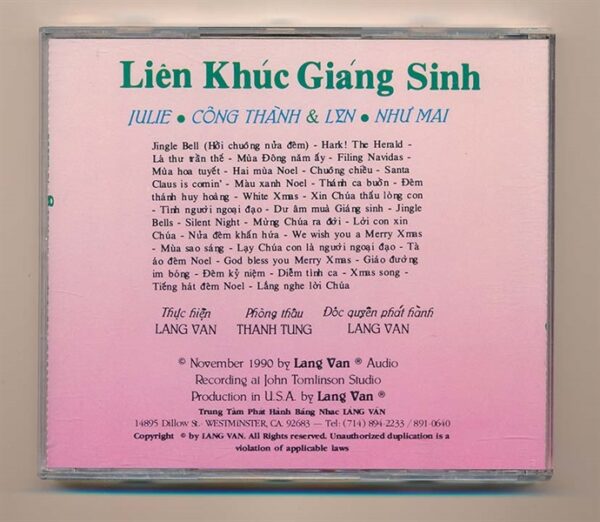 Liên Khúc Giáng Sinh
JULIE • CÔNG THÀNH & LYN • NHƯ MAI
Jingle Bell (Hồi chuông nửa đêm) - Hark! The Herald -
Là thư trần thế - Mùa Đông năm ấy - Filing Navidas -
Mùa hoa tuyết - Hai mùa Noel - Chuông chiều - Santa
Claus is comin' - Màu xanh Noel - Thánh ca buồn - Đêm
thánh huy hoàng - White Xmas - Xin Chúa thấu lòng con
- Tình người ngoại đạo - Dư âm muà Giáng sinh - Jingle
Bells - Silent Night - Mừng Chúa ra đời - Lời con xin
Chúa - Nửa đêm khấn hứa - We wish you a Merry Xmas
- Mùa sao sáng - Lạy Chúa con là người ngoại đạo - Tà
áo đêm Noel - God bless you Merry Xmas - Giáo đường
im bóng - Đêm kỷ niệm - Diễm tình ca - Xmas song -
Tiếng hát đêm Noel - Lắng nghe lời Chúa
Thực hiện Phòng thâu Độc quyền phát hành
LANG VAN THANH TUNG LANG VAN
© November 1990 by Lang Van ® Audio
Recording at John Tomlinson Studio
Production in U.S.A. by Lang Van ®
Trung Tâm Phát Hành Băng Nhạc LÀNG VĂN
14895 Dillow St. WESTMINSTER, CA. 92683 — Tel: (714) 894-2233 / 891-0640
Copyright © by LANG VAN. All Rights reserved. Unauthorized duplication is a
violation of applicable laws